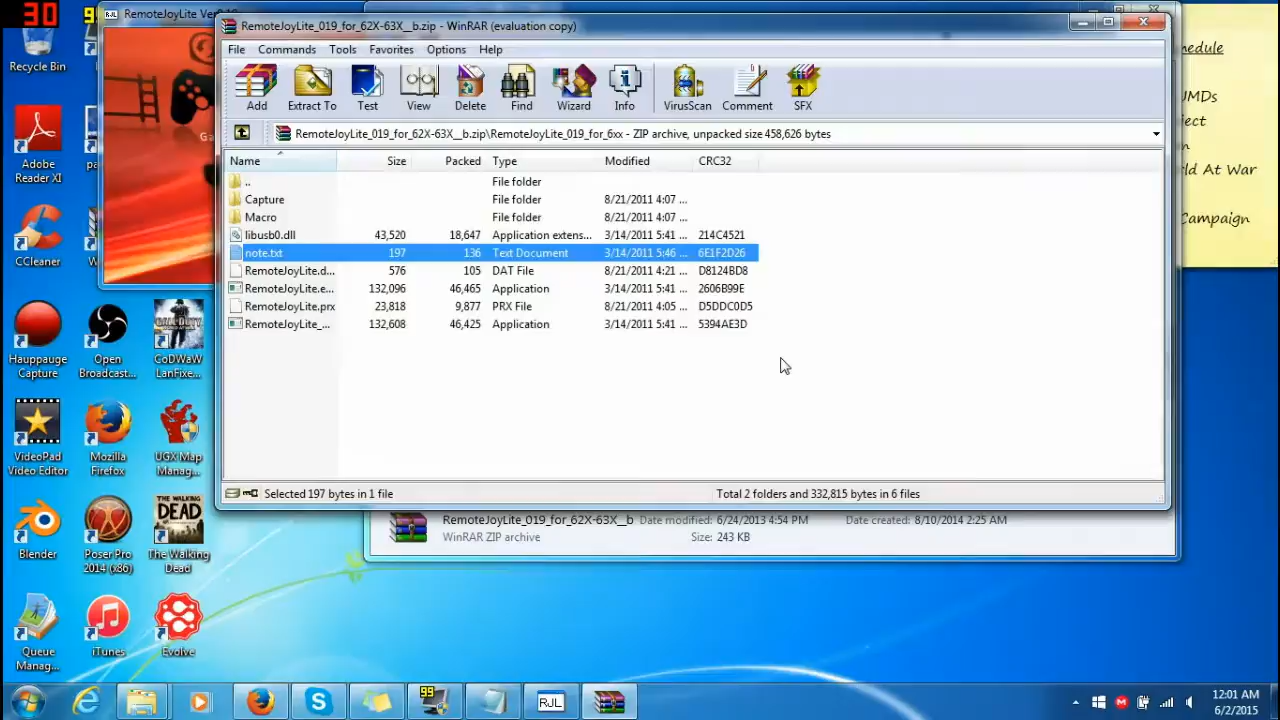 30
99
RemoteJoyLite Ver0.19
RemoteJoyLite_019_for_62X-63X__b.zip - WinRAR (evaluation copy)
File Commands Tools Favorites Options Help
Add Extract To Test View Delete Find Wizard Info VirusScan Comment SFX
RemoteJoyLite_019_for_62X-63X__b.zip\RemoteJoyLite_019_for_6xx - ZIP archive, unpacked size 458,626 bytes
Name Size Packed Type Modified CRC32
.. File folder
Capture File folder 8/21/2011 4:07 ...
Macro File folder 8/21/2011 4:07 ...
libusb0.dll 43,520 18,647 Application extens... 3/14/2011 5:41 ... 214C4521
note.txt 197 136 Text Document 3/14/2011 5:46 ... 6E1F2D26
RemoteJoyLite.d... 576 105 DAT File 8/21/2011 4:21 ... D8124BD8
RemoteJoyLite.e... 132,096 46,465 Application 3/14/2011 5:41 ... 2606B99E
RemoteJoyLite.prx 23,818 9,877 PRX File 8/21/2011 4:05 ... D5DDC0D5
RemoteJoyLite_... 132,608 46,425 Application 3/14/2011 5:41 ... 5394AE3D
Selected 197 bytes in 1 file Total 2 folders and 332,815 bytes in 6 files
RemoteJoyLite_019_for_62X-63X__b Date modified: 6/24/2013 4:54 PM Date created: 8/10/2014 2:25 AM
WinRAR ZIP archive Size: 243 KB
edule
UMDs
ject
n
ld At War
Campaign
Ga
Recycle Bin
pa
Adobe Reader XI
CCleaner
W
Hauppauge Capture
Open Broadcast...
CoDWaW LanFixe...
VideoPad Video Editor
Mozilla Firefox
UGX Map Manag...
Blender
Poser Pro 2014 (x86)
The Walking Dead
Queue Manag...
iTunes
Evolve
99
RJL
12:01 AM
6/2/2015